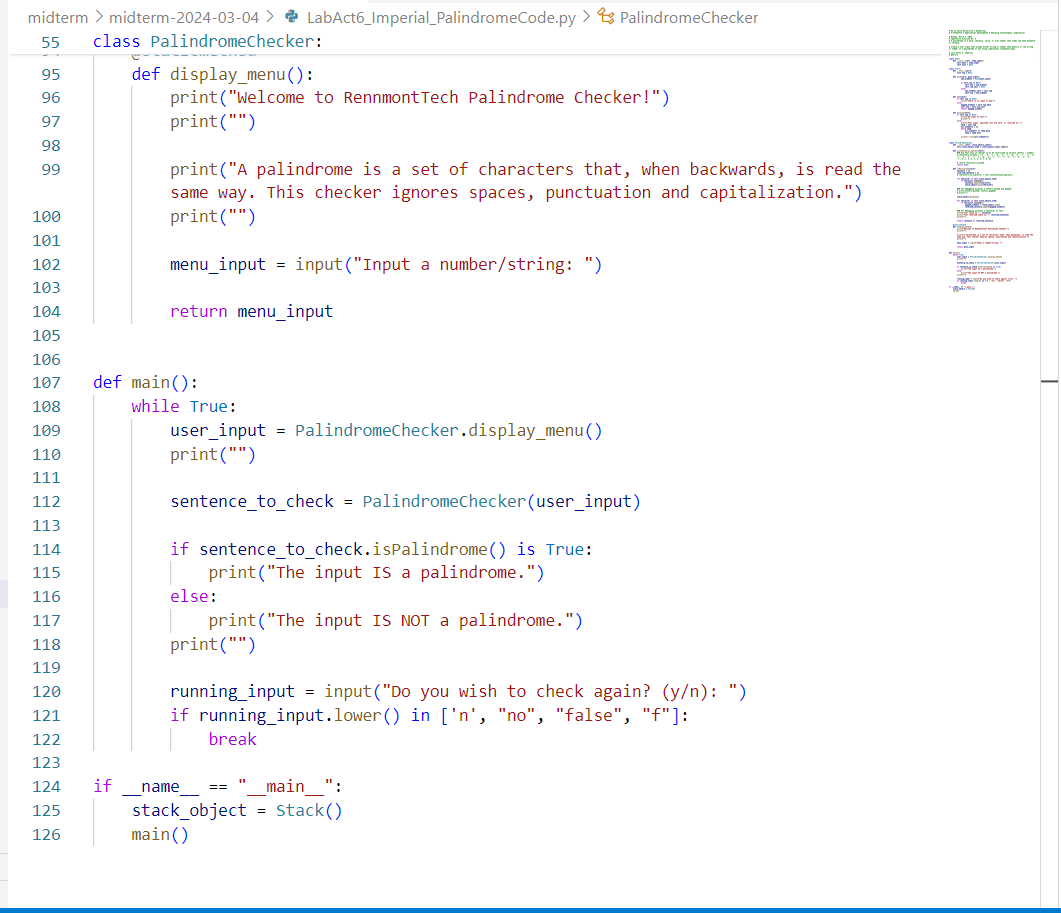 midterm > midterm-2024-03-04 > LabAct6_Imperial_PalindromeCode.py > PalindromeChecker
55 class PalindromeChecker:
95 def display_menu():
96 print("Welcome to RennmontTech Palindrome Checker!")
97 print("")
98
99 print("A palindrome is a set of characters that, when backwards, is read the
same way. This checker ignores spaces, punctuation and capitalization.")
100 print("")
101
102 menu_input = input("Input a number/string: ")
103
104 return menu_input
105
106
107 def main():
108 while True:
109 user_input = PalindromeChecker.display_menu()
110 print("")
111
112 sentence_to_check = PalindromeChecker(user_input)
113
114 if sentence_to_check.isPalindrome() is True:
115 print("The input IS a palindrome.")
116 else:
117 print("The input IS NOT a palindrome.")
118 print("")
119
120 running_input = input("Do you wish to check again? (y/n): ")
121 if running_input.lower() in ['n', "no", "false", "f"]:
122 break
123
124 if __name__ == "__main__":
125 stack_object = Stack()
126 main()